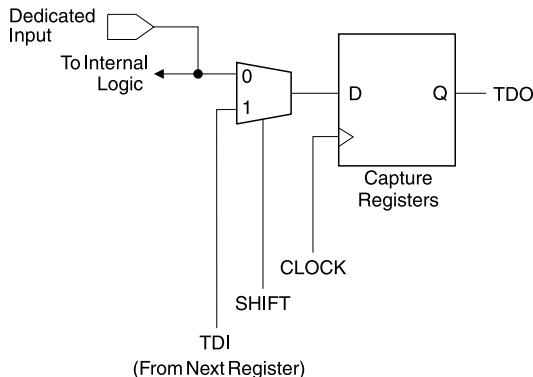 Dedicated
Input
To Internal
Logic
0
1
D
Q
TDO
Capture
Registers
CLOCK
SHIFT
TDI
(From Next Register)